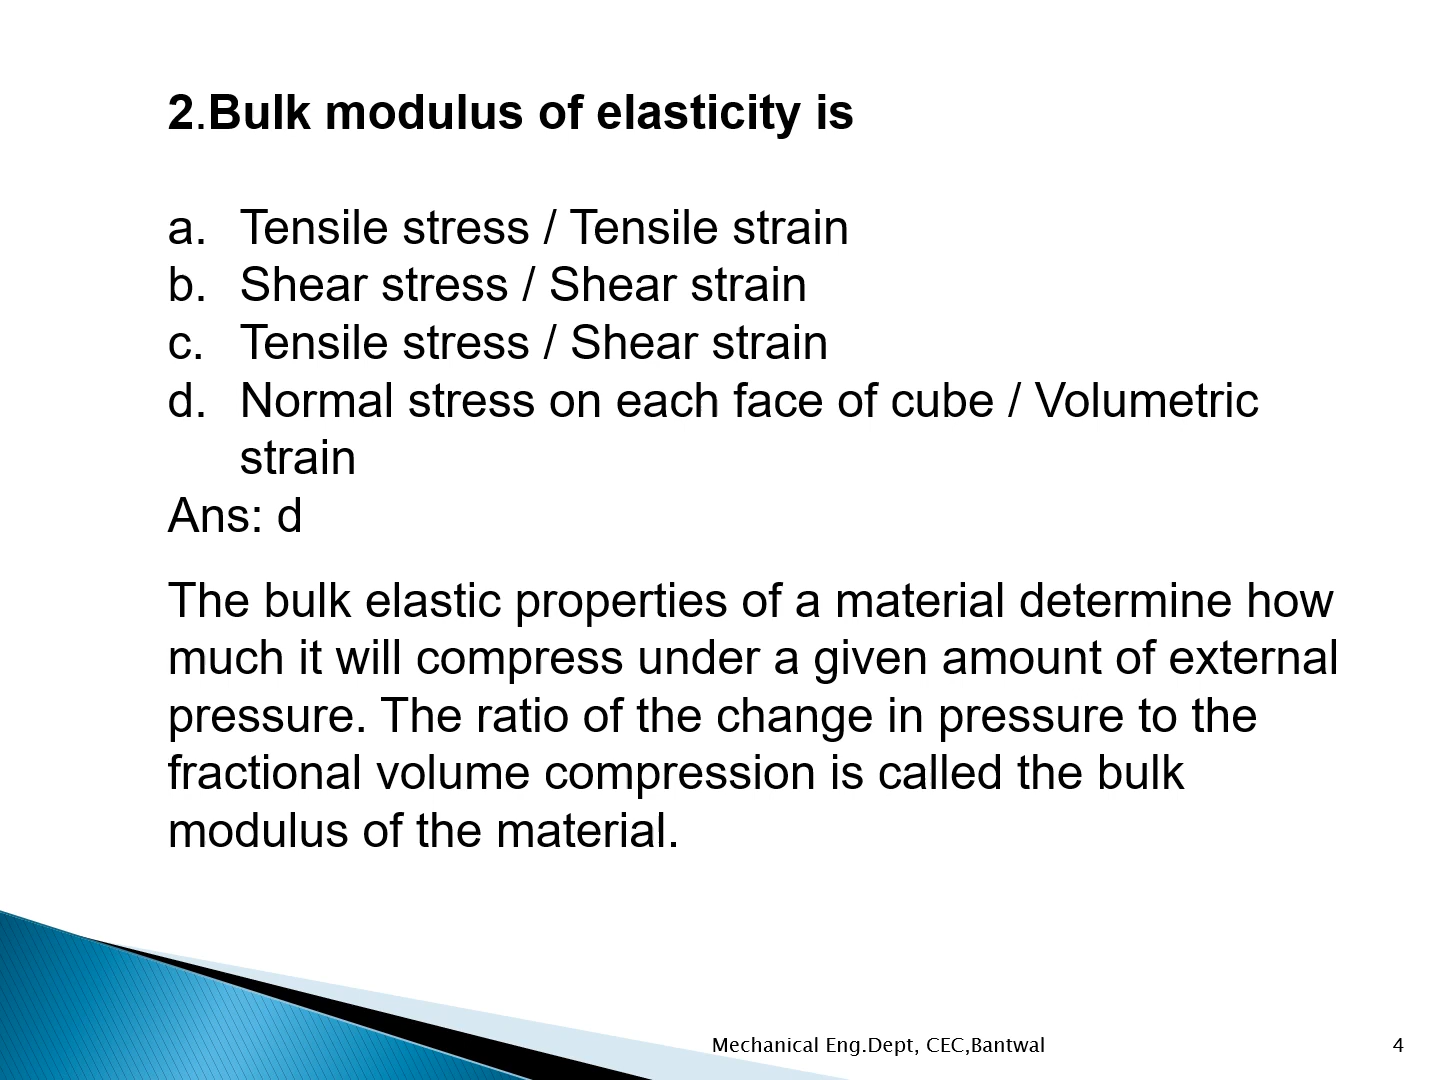 2.Bulk modulus of elasticity is
a. Tensile stress / Tensile strain
b. Shear stress / Shear strain
c. Tensile stress / Shear strain
d. Normal stress on each face of cube / Volumetric
strain
Ans: d
The bulk elastic properties of a material determine how
much it will compress under a given amount of external
pressure. The ratio of the change in pressure to the
fractional volume compression is called the bulk
modulus of the material.
Mechanical Eng.Dept, CEC,Bantwal 4